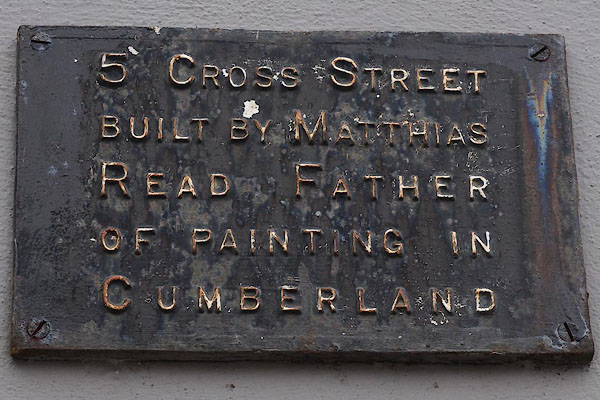 5 Cross Street
built by Matthias
Read Father
of painting in
Cumberland